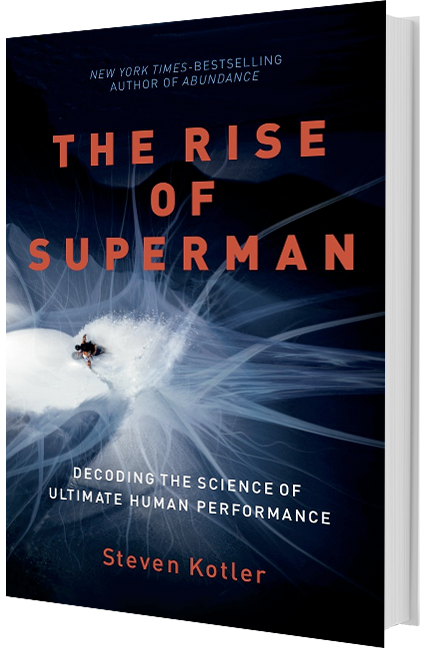 NEW YORK TIMES-BESTSELLING
AUTHOR OF ABUNDANCE
THE RISE
OF
SUPERMAN
DECODING THE SCIENCE OF
ULTIMATE HUMAN PERFORMANCE
Steven Kotler